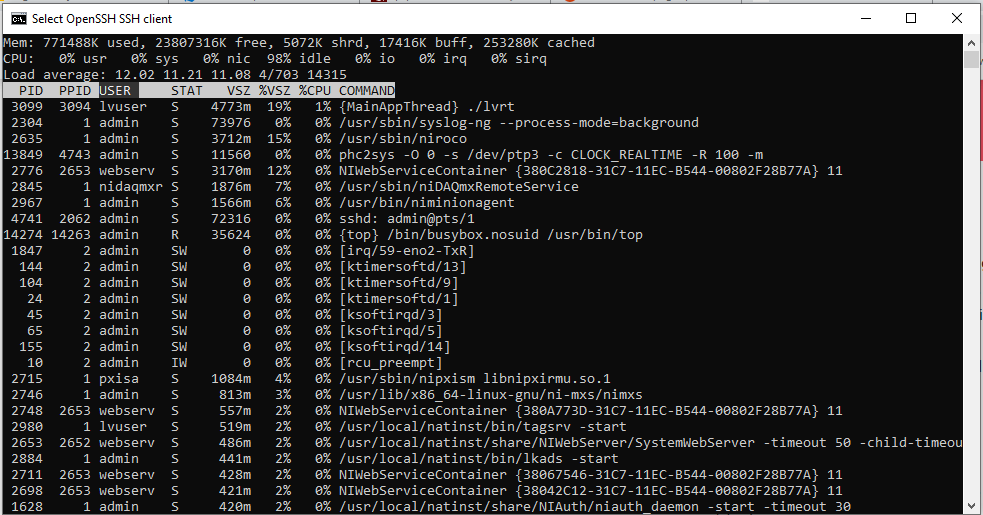 Select OpenSSH SSH client
Mem: 771488K used, 23807316K free, 5072K shrd, 17416K buff, 253280K cached
CPU:   0% usr   0% sys   0% nic  98% idle   0% io   0% irq   0% sirq
Load average: 12.02 11.21 11.08 4/703 14315
  PID  PPID USER     STAT   VSZ %VSZ %CPU COMMAND
 3099  3094 lvuser   S    4773m  19%   1% {MainAppThread} ./lvrt
 2304     1 admin    S    73976   0%   0% /usr/sbin/syslog-ng --process-mode=background
 2635     1 admin    S    3712m  15%   0% /usr/sbin/niroco
13849  4743 admin    S    11560   0%   0% phc2sys -O 0 -s /dev/ptp3 -c CLOCK_REALTIME -R 100 -m
 2776  2653 webserv  S    3170m  12%   0% NIWebServiceContainer {380C2818-31C7-11EC-B544-00802F28B77A} 11
 2845     1 nidaqmxr S    1876m   7%   0% /usr/sbin/niDAQmxRemoteService
 2967     1 admin    S    1566m   6%   0% /usr/bin/niminionagent
 4741  2062 admin    S    72316   0%   0% sshd: admin@pts/1
14274 14263 admin    R    35624   0%   0% {top} /bin/busybox.nosuid /usr/bin/top
 1847     2 admin    SW       0   0%   0% [irq/59-eno2-TxR]
  144     2 admin    SW       0   0%   0% [ktimersoftd/13]
  104     2 admin    SW       0   0%   0% [ktimersoftd/9]
   24     2 admin    SW       0   0%   0% [ktimersoftd/1]
   45     2 admin    SW       0   0%   0% [ksoftirqd/3]
   65     2 admin    SW       0   0%   0% [ksoftirqd/5]
  155     2 admin    SW       0   0%   0% [ksoftirqd/14]
   10     2 admin    IW       0   0%   0% [rcu_preempt]
 2715     1 pxisa    S    1084m   4%   0% /usr/sbin/nipxism libnipxirmu.so.1
 2746     1 admin    S     813m   3%   0% /usr/lib/x86_64-linux-gnu/ni-mxs/nimxs
 2748  2653 webserv  S     557m   2%   0% NIWebServiceContainer {380A773D-31C7-11EC-B544-00802F28B77A} 11
 2980     1 lvuser   S     519m   2%   0% /usr/local/natinst/bin/tagsrv -start
 2653  2652 webserv  S     486m   2%   0% /usr/local/natinst/share/NIWebServer/SystemWebServer -timeout 50 -child-timeou
 2884     1 admin    S     441m   2%   0% /usr/local/natinst/bin/lkads -start
 2711  2653 webserv  S     428m   2%   0% NIWebServiceContainer {38067546-31C7-11EC-B544-00802F28B77A} 11
 2698  2653 webserv  S     421m   2%   0% NIWebServiceContainer {38042C12-31C7-11EC-B544-00802F28B77A} 11
 1628     1 admin    S     420m   2%   0% /usr/local/natinst/share/NIAuth/niauth_daemon -start -timeout 30